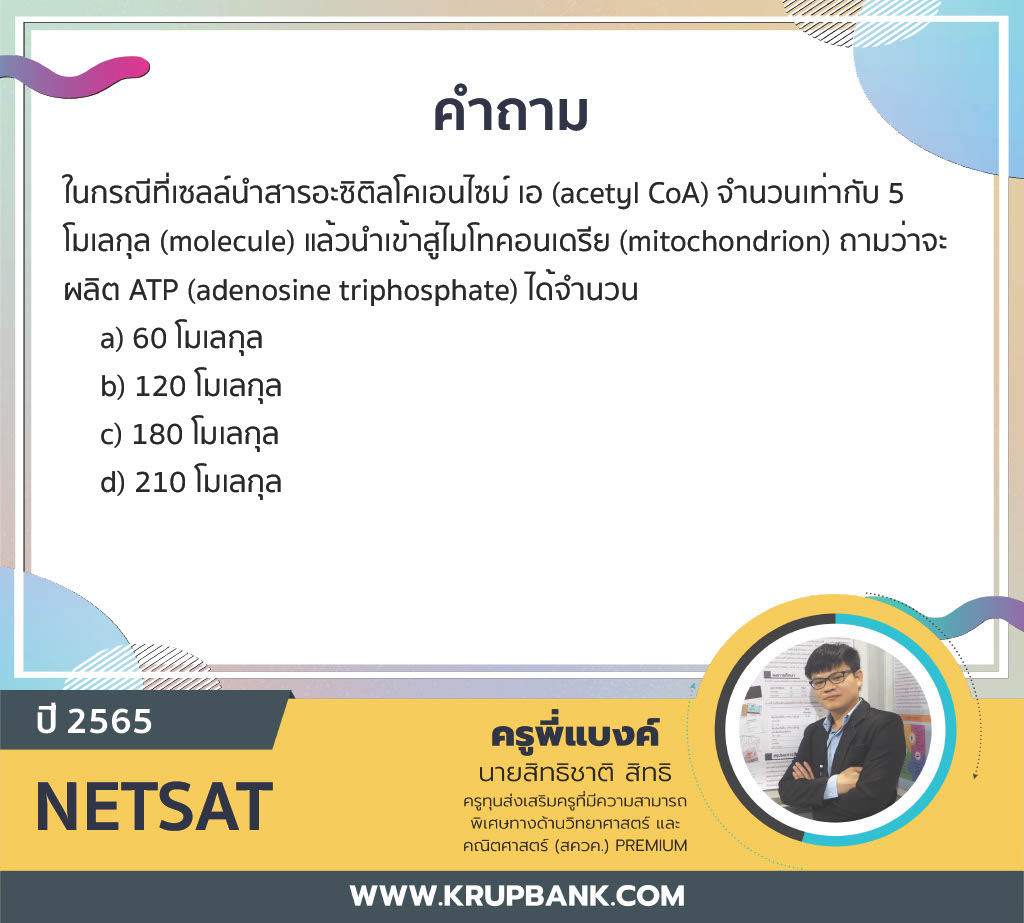 คำถาม
ในกรณีที่เซลล์นำสารอะซิติลโคเอนไซม์ เอ (acetyl CoA) จำนวนเท่ากับ 5
โมเลกุล (molecule) แล้วนำเข้าสู่ไมโทคอนเดรีย (mitochondrion) ถามว่าจะ
ผลิต ATP (adenosine triphosphate) ได้จำนวน
a) 60 โมเลกุล
b) 120 โมเลกุล
c) 180 โมเลกุล
d) 210 โมเลกุล
ปี 2565
NETSAT
ครูพี่แบงค์
นายสิทธิชาติ สิทธิ
ครูทุนส่งเสริมครูที่มีความสามารถ
พิเศษทางด้านวิทยาศาสตร์ และ
คณิตศาสตร์ (สควค.) PREMIUM
WWW.KRUPBANK.COM